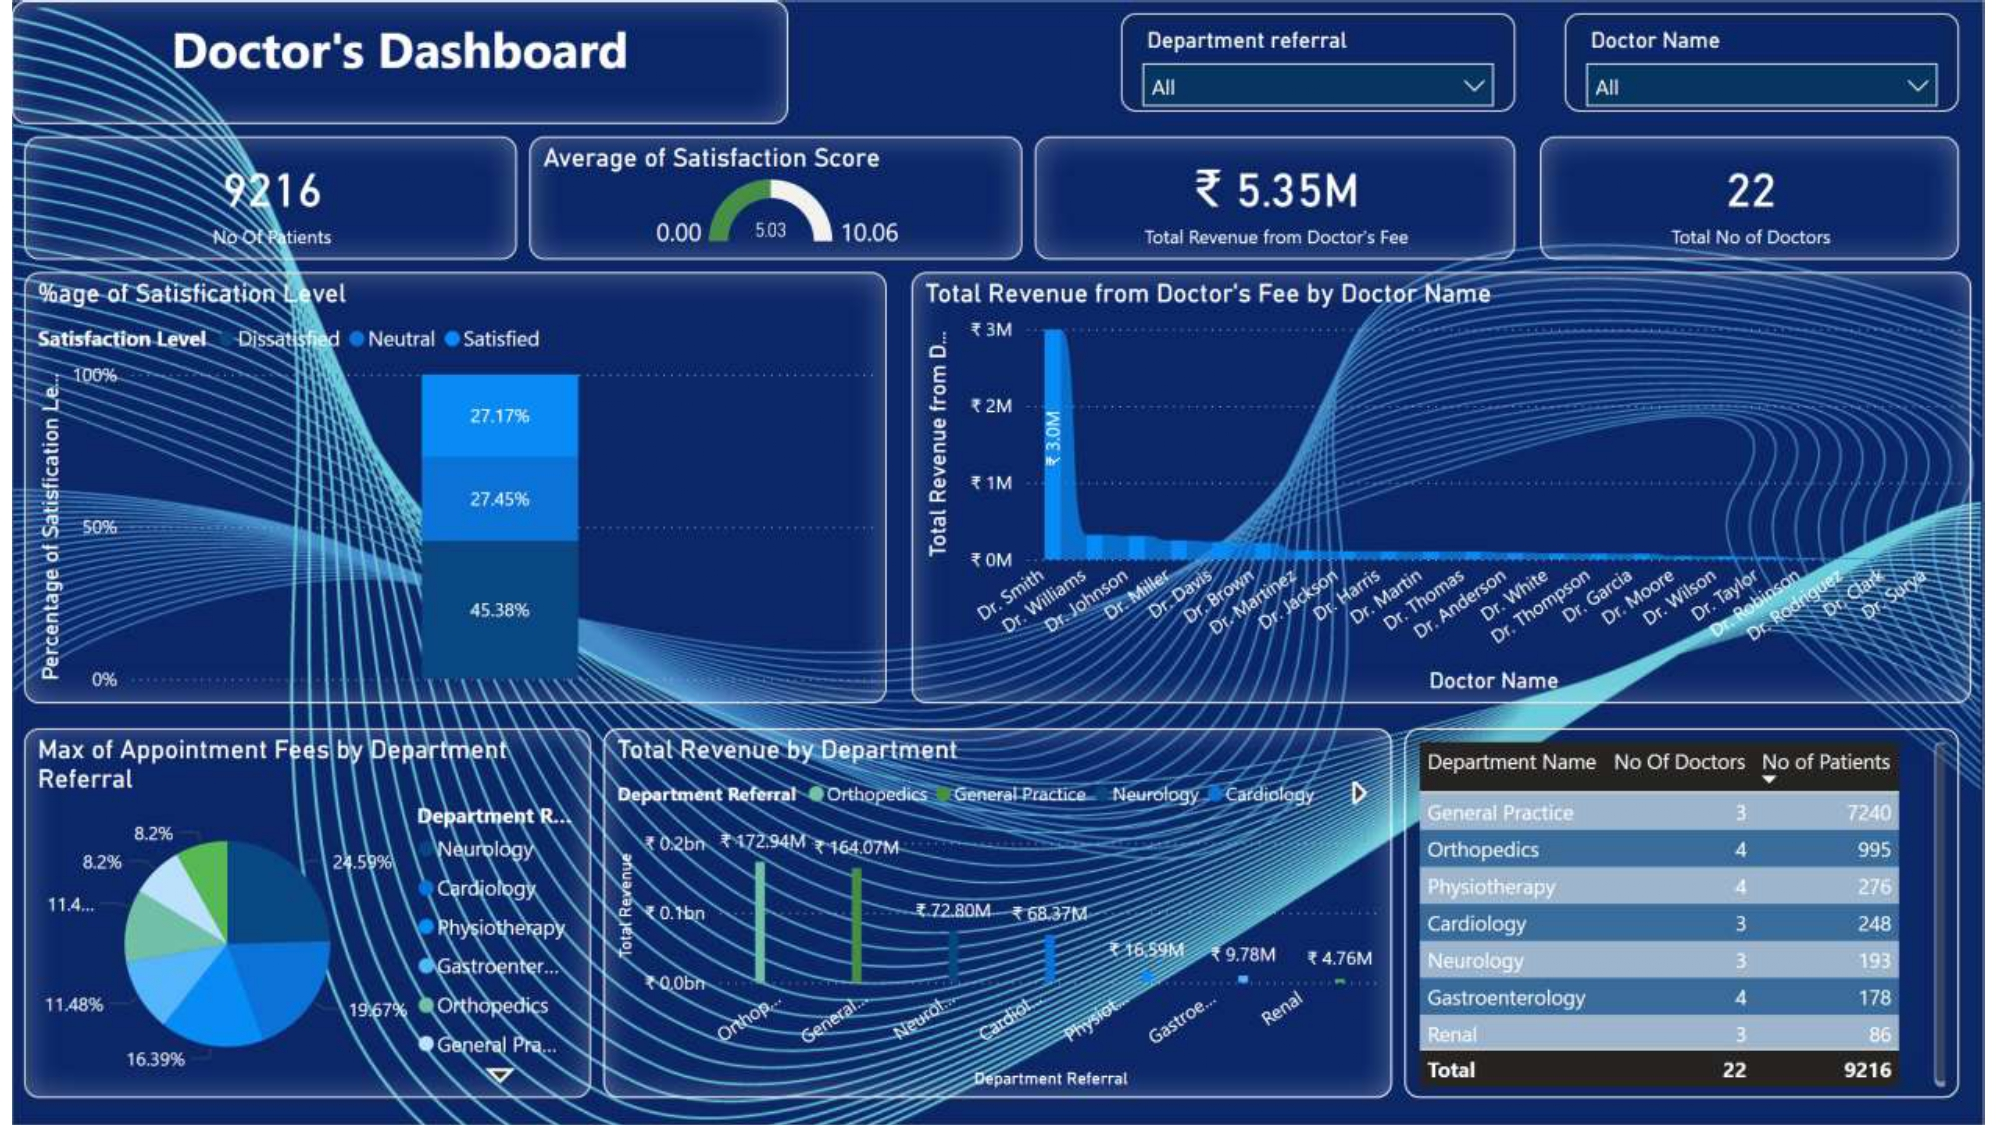 Doctor's Dashboard
Department referral
All
Doctor Name
All
9216
No Of Patients
Average of Satisfaction Score
0.00
5.03
10.06
₹ 5.35M
Total Revenue from Doctor's Fee
22
Total No of Doctors
%age of Satisfication Level
Satisfaction Level Dissatisfied Neutral Satisfied
Percentage of Satisfication Le...
100%
50%
0%
27.17%
27.45%
45.38%
Total Revenue from Doctor's Fee by Doctor Name
Total Revenue from D...
₹ 3M
₹ 2M
₹ 1M
₹ 0M
₹ 3.0M
Dr. Smith
Dr. Williams
Dr. Johnson
Dr. Miller
Dr. Davis
Dr. Brown
Dr. Martinez
Dr. Jackson
Dr. Harris
Dr. Martin
Dr. Thomas
Dr. Anderson
Dr. White
Dr. Thompson
Dr. Garcia
Dr. Moore
Dr. Wilson
Dr. Taylor
Dr. Robinson
Dr. Rodriguez
Dr. Clark
Dr. Surya
Doctor Name
Max of Appointment Fees by Department
Referral
8.2%
8.2%
11.4...
11.48%
16.39%
24.59%
19.67%
Department R...
Neurology
Cardiology
Physiotherapy
Gastroenter...
Orthopedics
General Pra...
Total Revenue by Department
Department Referral Orthopedics General Practice Neurology Cardiology
Total Revenue
₹ 0.2bn
₹ 0.1bn
₹ 0.0bn
₹ 172.94M
₹ 164.07M
₹ 72.80M
₹ 68.37M
₹ 16.59M
₹ 9.78M
₹ 4.76M
Orthop...
General...
Neurol...
Cardiol...
Physiot...
Gastroe...
Renal
Department Referral
Department Name No Of Doctors No of Patients
General Practice 3 7240
Orthopedics 4 995
Physiotherapy 4 276
Cardiology 3 248
Neurology 3 193
Gastroenterology 4 178
Renal 3 86
Total 22 9216